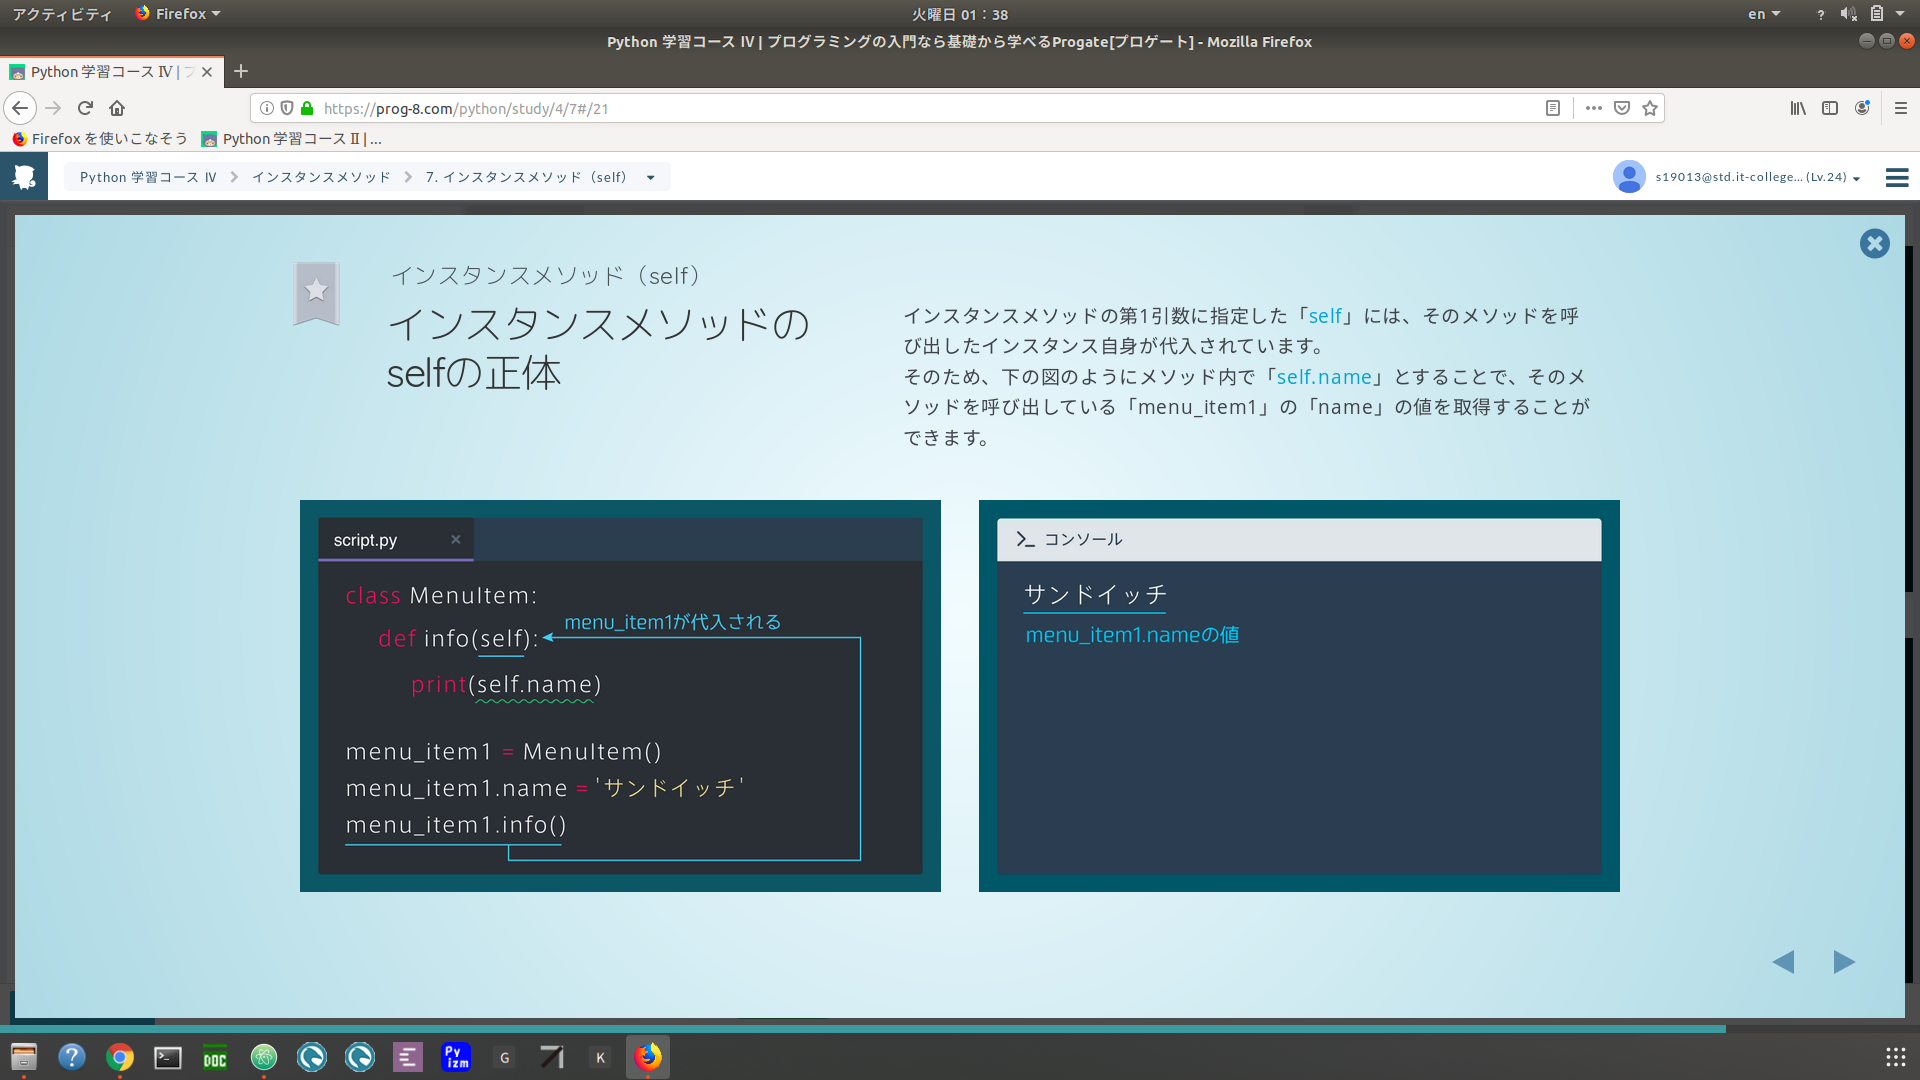 アクティビティ
Firefox
火曜日 01：38
en
?
Python 学習コース Ⅳ | プログラミングの入門なら基礎から学べるProgate[プロゲート] - Mozilla Firefox
Python 学習コース Ⅳ |
https://prog-8.com/python/study/4/7#/21
Firefox を使いこなそう
Python 学習コース Ⅱ | ...
Python 学習コース Ⅳ
インスタンスメソッド
7. インスタンスメソッド（self）
s19013@std.it-college... (Lv.24)
インスタンスメソッド（self）
インスタンスメソッドの
selfの正体
インスタンスメソッドの第1引数に指定した「self」には、そのメソッドを呼
び出したインスタンス自身が代入されています。
そのため、下の図のようにメソッド内で「self.name」とすることで、そのメ
ソッドを呼び出している「menu_item1」の「name」の値を取得することが
できます。
script.py
class MenuItem:
menu_item1が代入される
def info(self):
print(self.name)
menu_item1 = MenuItem()
menu_item1.name = 'サンドイッチ'
menu_item1.info()
コンソール
サンドイッチ
menu_item1.nameの値
?
DOC
Py
izm
G
K